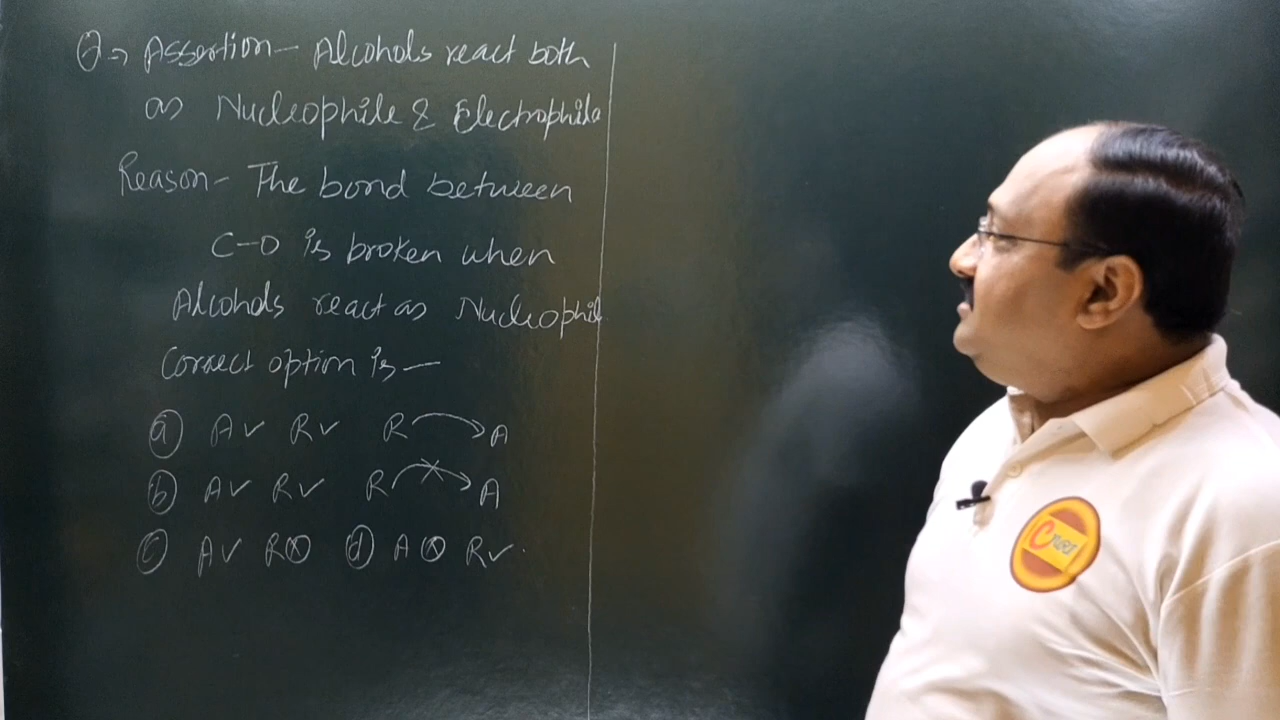 Q→ Assertion- Alcohols react both
as Nucleophile & Electrophile
Reason- The bond between
C-O is broken when
Alcohols react as Nucleophil
Correct option is -
(a) A✓ R✓ R→A
(b) A✓ R✓ R↛A
(c) A✓ R⊗ (d) A⊗ R✓.